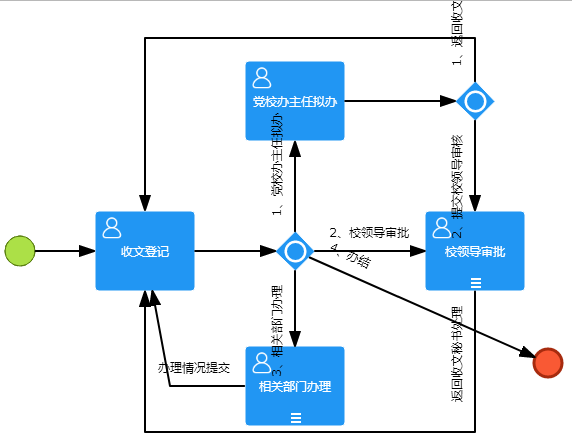 1、返回收文
党校办主任拟办
1、党校办主任拟办
2、提交校领导审核
2、校领导审批
收文登记
4、办结
校领导审批
3、相关部门办理
返回收文秘书处理
办理情况提交
相关部门办理